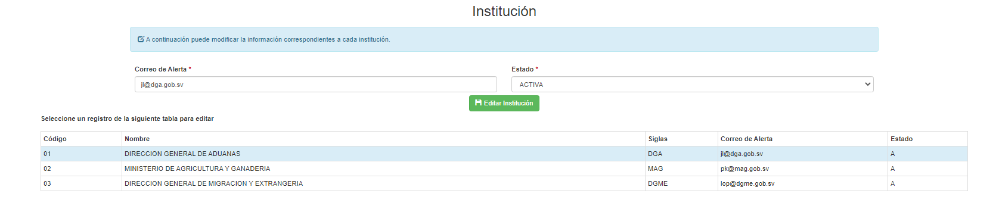 Institución
A continuación puede modificar la información correspondientes a cada institución.
Correo de Alerta * Estado *
jl@dga.gob.sv ACTIVA
Editar Institución
Seleccione un registro de la siguiente tabla para editar
Código Nombre Siglas Correo de Alerta Estado
01 DIRECCION GENERAL DE ADUANAS DGA jl@dga.gob.sv A
02 MINISTERIO DE AGRICULTURA Y GANADERIA MAG pk@mag.gob.sv A
03 DIRECCION GENERAL DE MIGRACION Y EXTRANGERIA DGME lop@dgme.gob.sv A